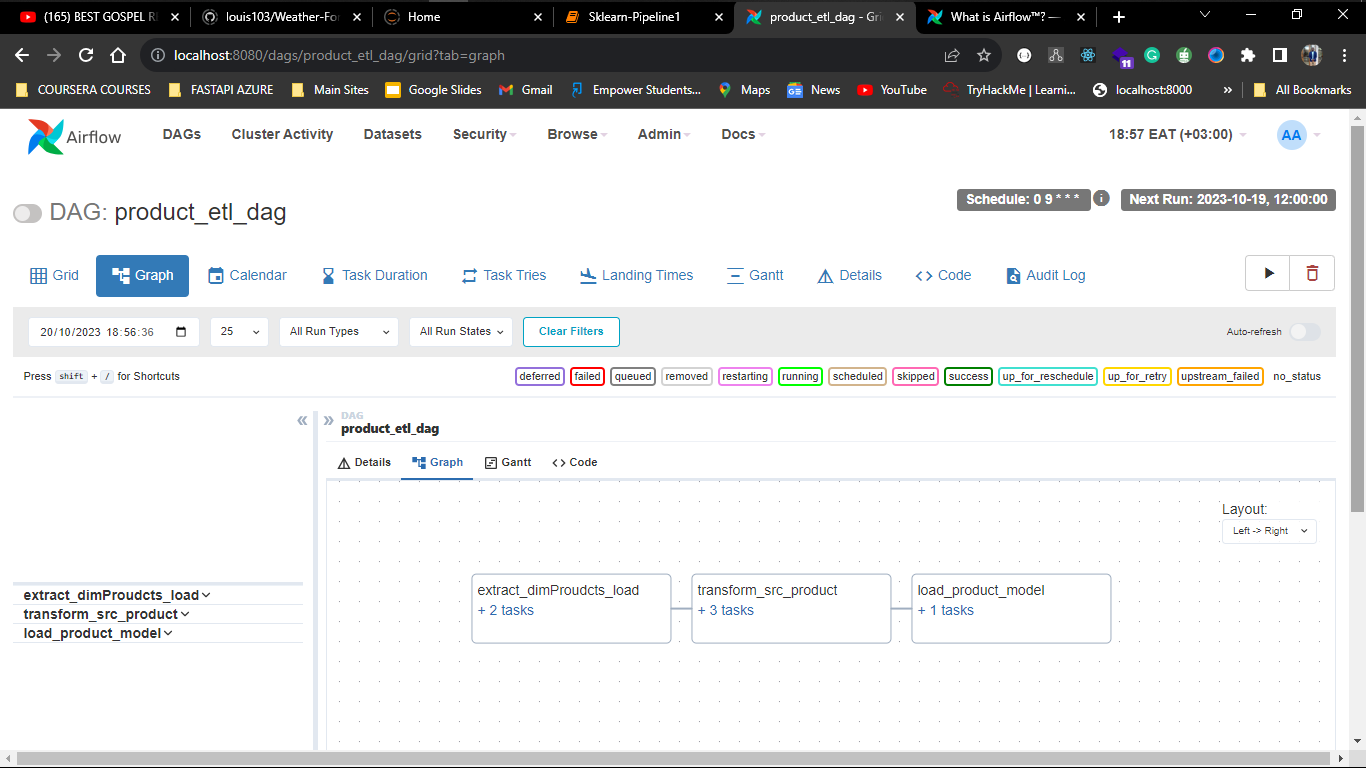 (165) BEST GOSPEL R
louis103/Weather-For
Home
Sklearn-Pipeline1
product_etl_dag - Gri
What is Airflow™? —
localhost:8080/dags/product_etl_dag/grid?tab=graph
11
COURSERA COURSES
FASTAPI AZURE
Main Sites
Google Slides
Gmail
Empower Students...
Maps
News
YouTube
TryHackMe | Learni...
localhost:8000
»
All Bookmarks
Airflow
DAGs
Cluster Activity
Datasets
Security
Browse
Admin
Docs
18:57 EAT (+03:00)
AA
DAG: product_etl_dag
Schedule: 0 9 * * *
Next Run: 2023-10-19, 12:00:00
Grid
Graph
Calendar
Task Duration
Task Tries
Landing Times
Gantt
Details
Code
Audit Log
20/10/2023 18:56:36
25
All Run Types
All Run States
Clear Filters
Auto-refresh
Press shift + / for Shortcuts
deferred
failed
queued
removed
restarting
running
scheduled
skipped
success
up_for_reschedule
up_for_retry
upstream_failed
no_status
DAG
product_etl_dag
Details
Graph
Gantt
Code
Layout:
Left -> Right
extract_dimProudcts_load
transform_src_product
load_product_model
extract_dimProudcts_load
+ 2 tasks
transform_src_product
+ 3 tasks
load_product_model
+ 1 tasks